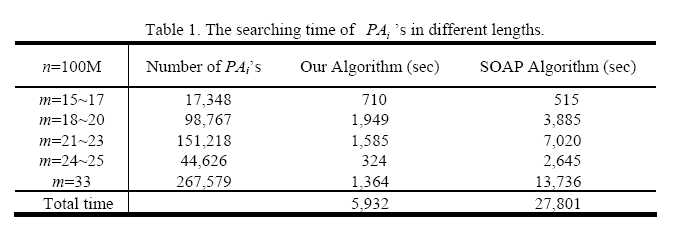 Table 1. The searching time of PAi 's in different lengths.
n=100M Number of PAi's Our Algorithm (sec) SOAP Algorithm (sec)
m=15~17 17,348 710 515
m=18~20 98,767 1,949 3,885
m=21~23 151,218 1,585 7,020
m=24~25 44,626 324 2,645
m=33 267,579 1,364 13,736
Total time 5,932 27,801